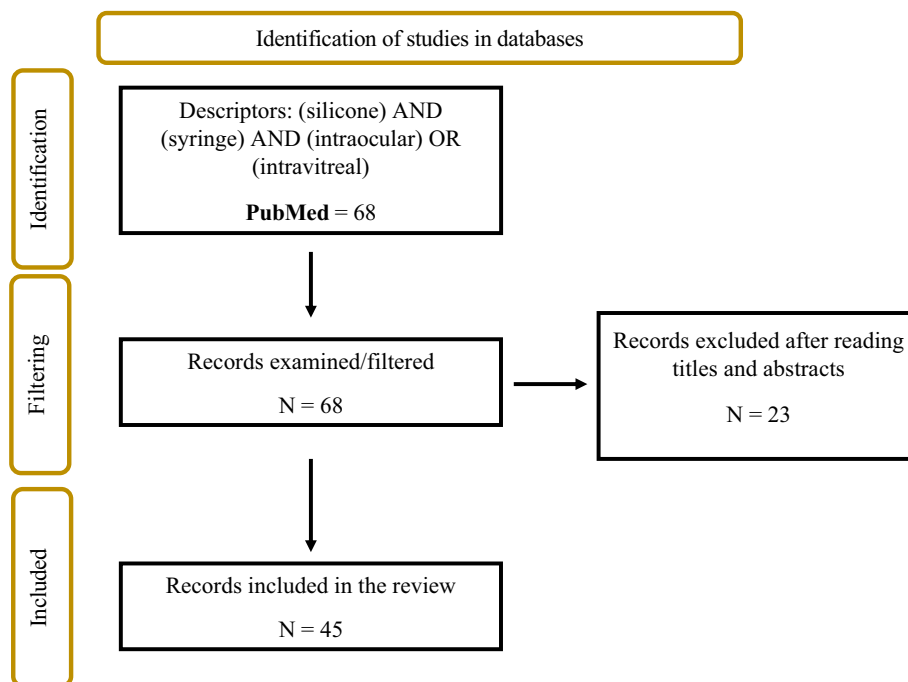 Identification of studies in databases
Identification
Descriptors: (silicone) AND
(syringe) AND (intraocular) OR
(intravitreal)
PubMed = 68
Filtering
Records examined/filtered
N = 68
Records excluded after reading
titles and abstracts
N = 23
Included
Records included in the review
N = 45